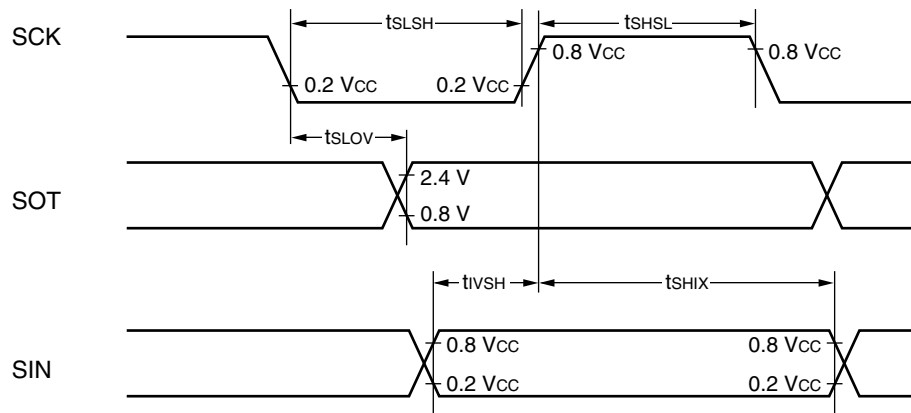 tSLSH tSHSL
SCK
0.8 VCC 0.8 VCC
0.2 VCC 0.2 VCC
tSLOV
2.4 V
SOT
0.8 V
tIVSH tSHIX
0.8 VCC 0.8 VCC
SIN
0.2 VCC 0.2 VCC